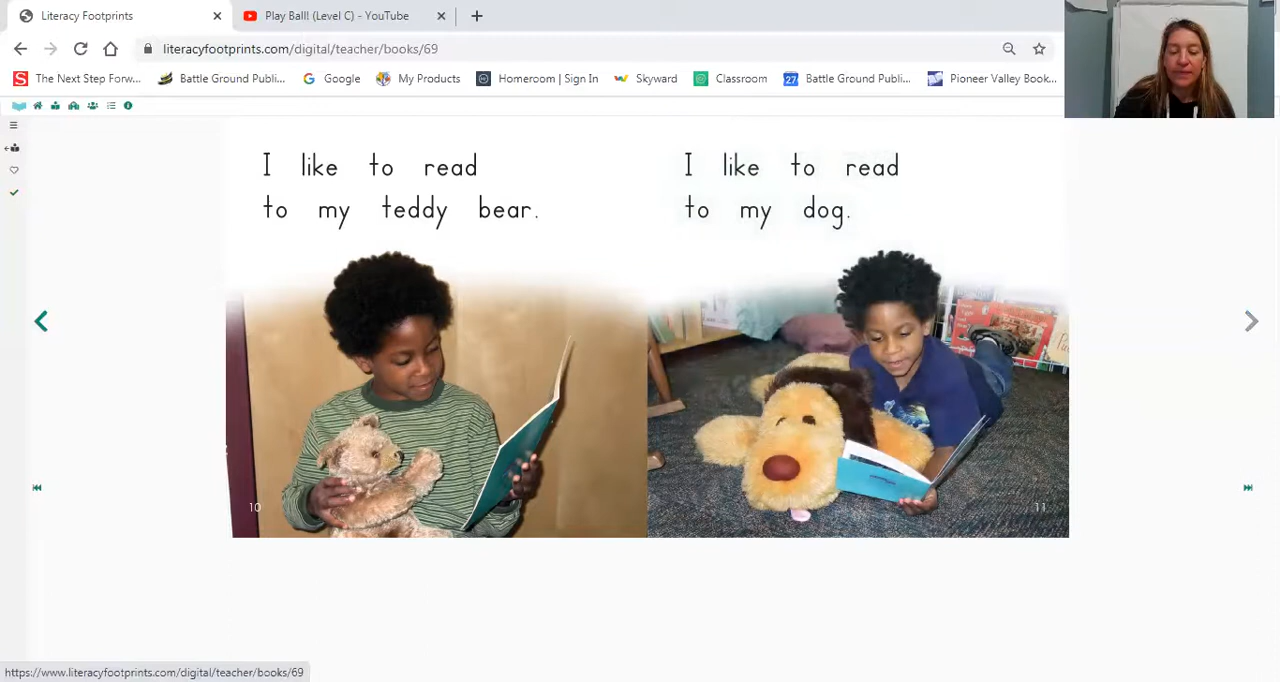 Literacy Footprints
Play Ball! (Level C) - YouTube
literacyfootprints.com/digital/teacher/books/69
The Next Step Forw...
Battle Ground Publi...
Google
My Products
Homeroom | Sign In
Skyward
Classroom
27
Battle Ground Publi...
Pioneer Valley Book...
I like to read
to my teddy bear.
I like to read
to my dog.
10
11
https://www.literacyfootprints.com/digital/teacher/books/69